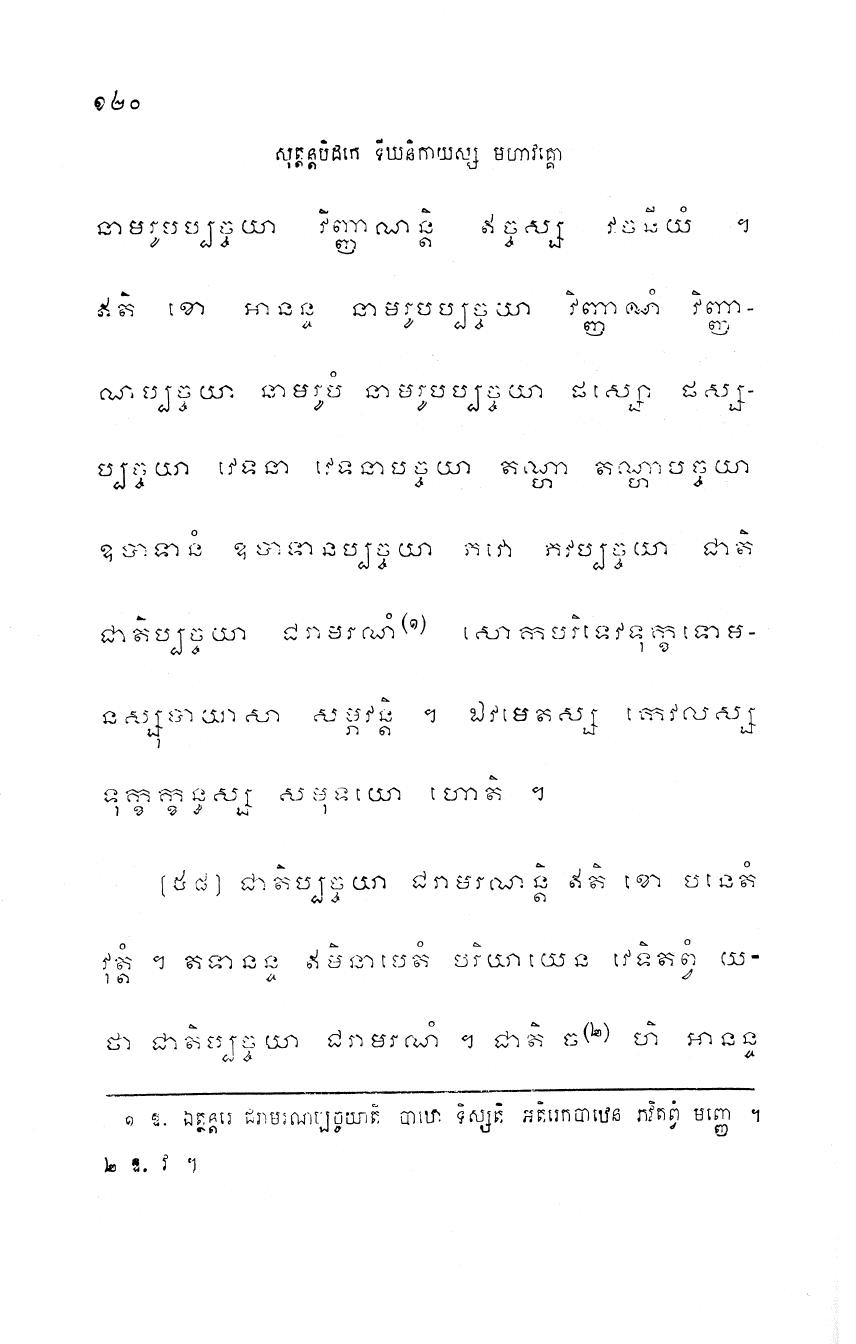 ១២០
សុត្តន្តបិដកេ ទីឃនិកាយស្ស មហាវគ្គោ
នាមរូបប្បច្ចយា វិញ្ញាណន្តិ ឥច្ចស្ស វចនីយំ ។
ឥតិ ខោ អានន្ទ នាមរូបប្បច្ចយា វិញ្ញាណំ វិញ្ញា-
ណប្បច្ចយា នាមរូបំ នាមរូបប្បច្ចយា ផស្សោ ផស្ស-
ប្បច្ចយា វេទនា វេទនាបច្ចយា តណ្ហា តណ្ហាបច្ចយា
ឧបាទានំ ឧបាទានប្បច្ចយា ភវោ ភវប្បច្ចយា ជាតិ
ជាតិប្បច្ចយា ជរាមរណំ(១) សោកបរិទេវទុក្ខទោម-
នស្សុបាយាសា សម្ភវន្តិ ។ ឯវមេតស្ស កេវលស្ស
ទុក្ខក្ខន្ធស្ស សមុទយោ ហោតិ ។
[៥៨] ជាតិប្បច្ចយា ជរាមរណន្តិ ឥតិ ខោ បនេតំ
វុត្តំ ។ តទានន្ទ ឥមិនាបេតំ បរិយាយេន វេទិតព្វំ យ-
ថា ជាតិប្បច្ចយា ជរាមរណំ ។ ជាតិ ច(២) ហិ អានន្ទ
១ ឱ. ឯត្ថន្តរេ ជរាមរណប្បច្ចយាតិ បាឋោ ទិស្សតិ អតិរេកបាឋេន ភវិតព្វំ មញ្ញេ ។
២ ឱ. វ ។